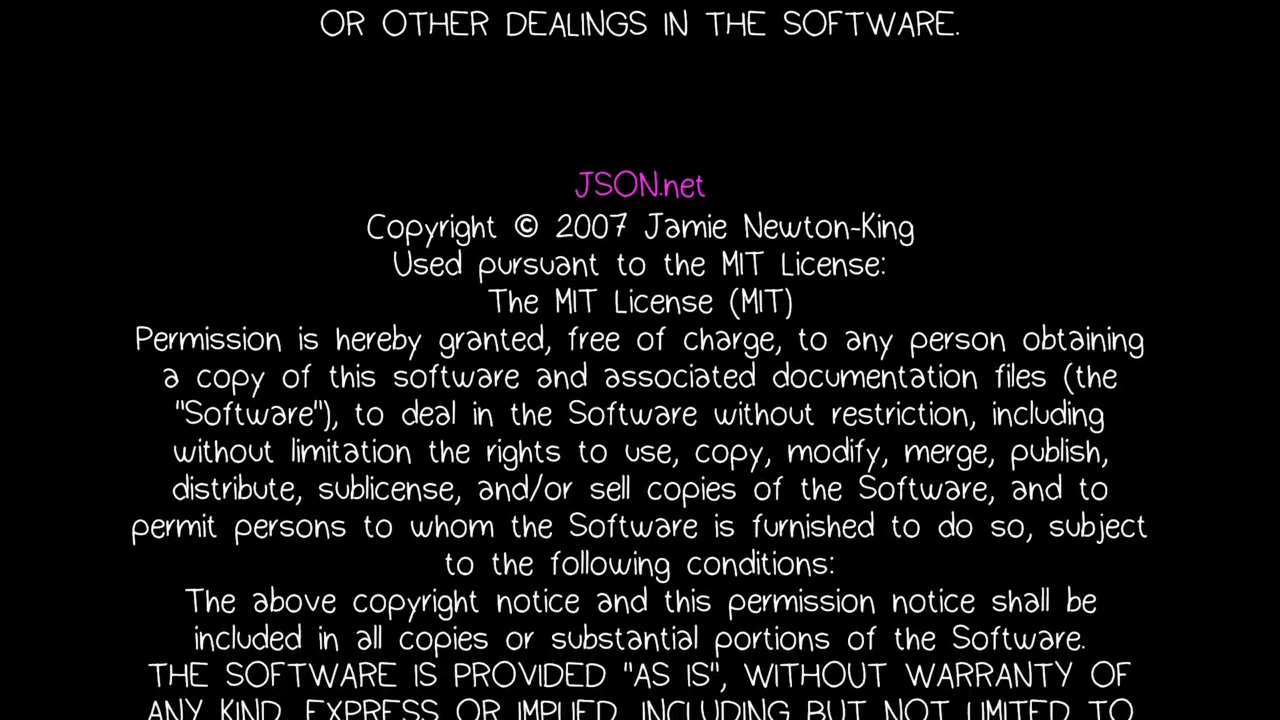 OR OTHER DEALINGS IN THE SOFTWARE.
JSON.net
Copyright © 2007 Jamie Newton-King
Used pursuant to the MIT License:
The MIT License (MIT)
Permission is hereby granted, free of charge, to any person obtaining
a copy of this software and associated documentation files (the
"Software"), to deal in the Software without restriction, including
without limitation the rights to use, copy, modify, merge, publish,
distribute, sublicense, and/or sell copies of the Software, and to
permit persons to whom the Software is furnished to do so, subject
to the following conditions:
The above copyright notice and this permission notice shall be
included in all copies or substantial portions of the Software.
THE SOFTWARE IS PROVIDED "AS IS", WITHOUT WARRANTY OF
ANY KIND, EXPRESS OR IMPLIED, INCLUDING BUT NOT LIMITED TO